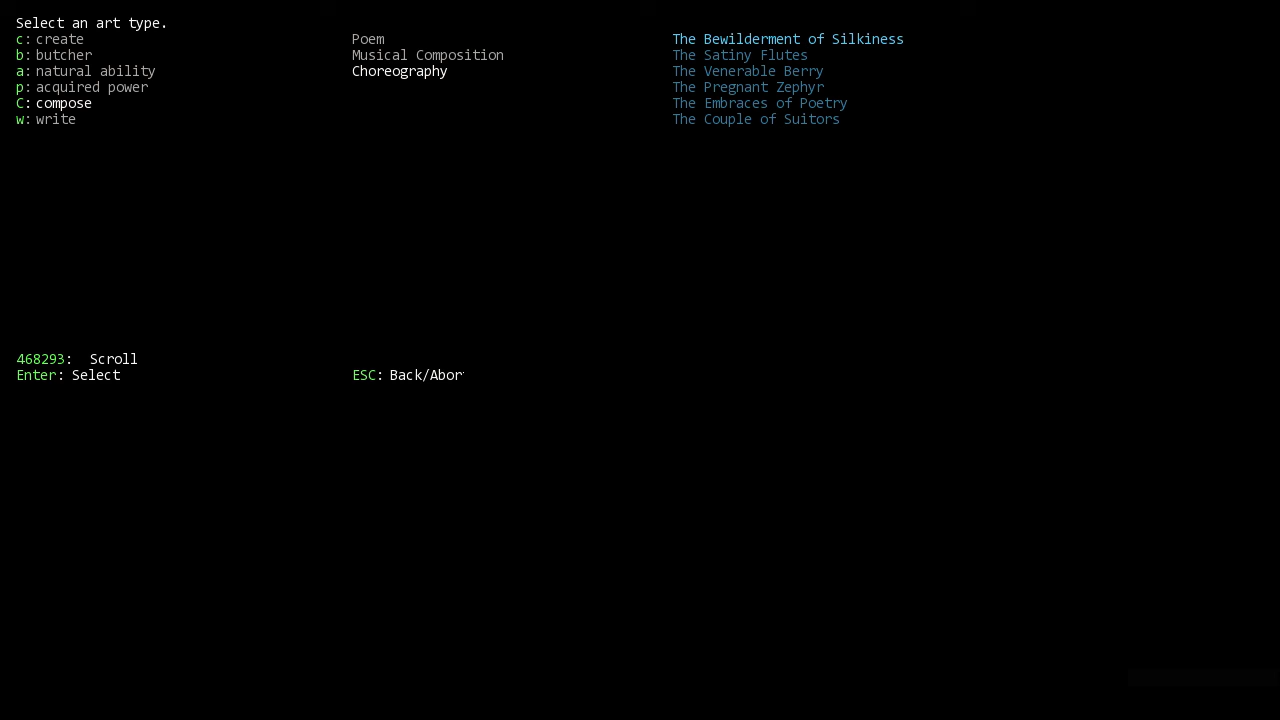 Select an art type.
c: create Poem The Bewilderment of Silkiness
b: butcher Musical Composition The Satiny Flutes
a: natural ability Choreography The Venerable Berry
p: acquired power The Pregnant Zephyr
C: compose The Embraces of Poetry
w: write The Couple of Suitors
468293: Scroll
Enter: Select ESC: Back/Abor